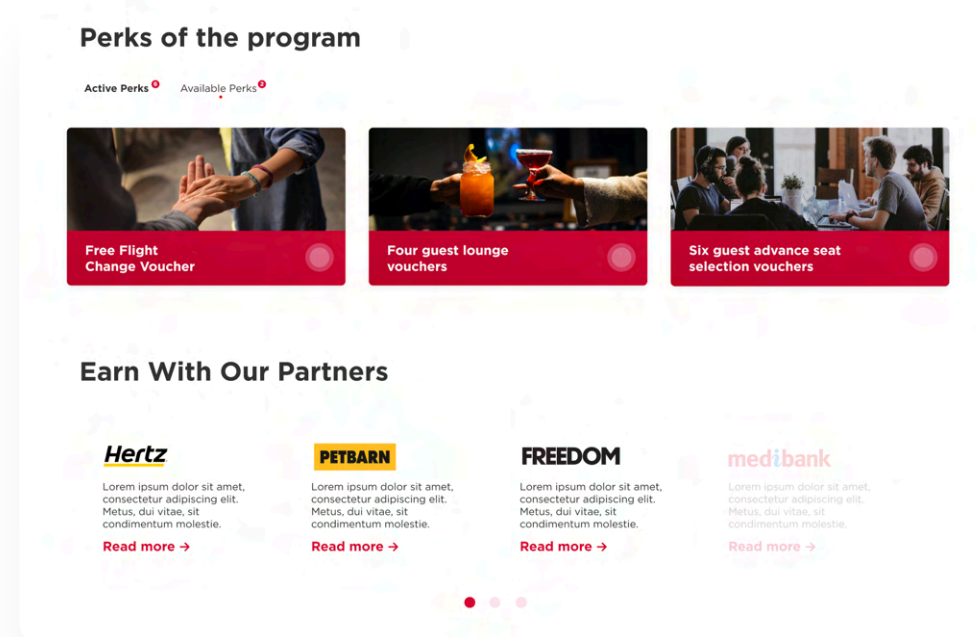 Perks of the program
Active Perks 6 Available Perks 2
Free Flight
Change Voucher
Four guest lounge
vouchers
Six guest advance seat
selection vouchers
Earn With Our Partners
Hertz
Lorem ipsum dolor sit amet,
consectetur adipiscing elit.
Metus, dui vitae, sit
condimentum molestie.
Read more →
PETBARN
Lorem ipsum dolor sit amet,
consectetur adipiscing elit.
Metus, dui vitae, sit
condimentum molestie.
Read more →
FREEDOM
Lorem ipsum dolor sit amet,
consectetur adipiscing elit.
Metus, dui vitae, sit
condimentum molestie.
Read more →
medibank
Lorem ipsum dolor sit amet,
consectetur adipiscing elit.
Metus, dui vitae, sit
condimentum molestie.
Read more →